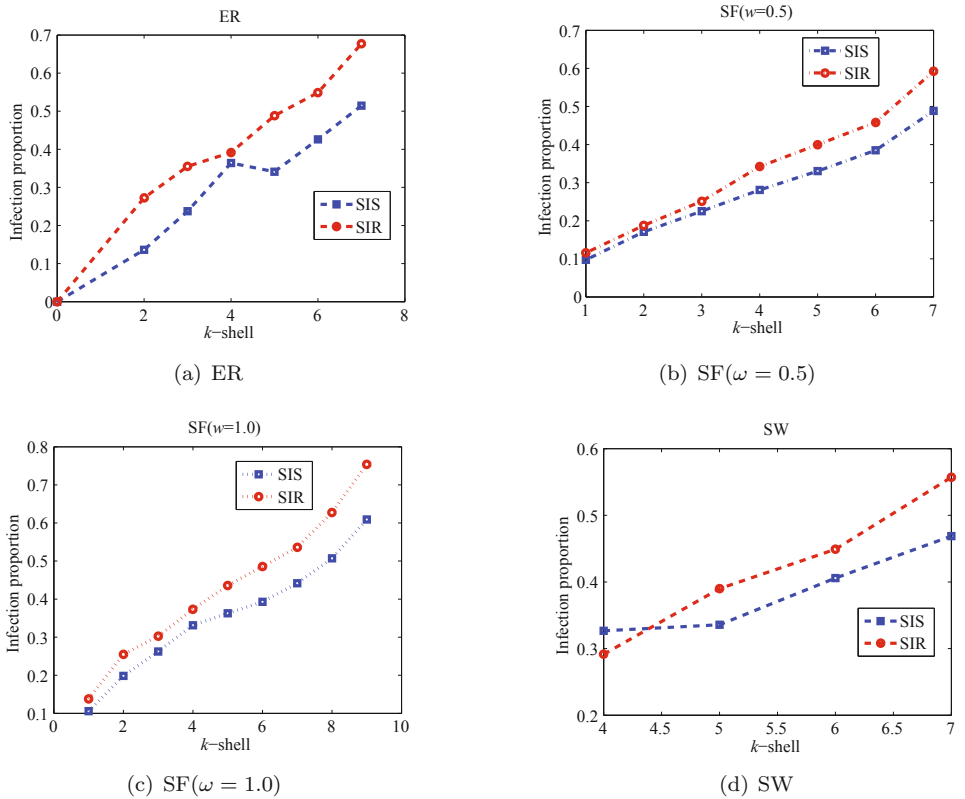 ER
0.7
0.6
0.5
0.4
0.3
0.2
0.1
0
Infection proportion
SIS
SIR
0 2 4 6 8
k−shell
(a) ER
SF(w=0.5)
0.7
0.6
0.5
0.4
0.3
0.2
0.1
0
Infection proportion
SIS
SIR
1 2 3 4 5 6 7
k−shell
(b) SF(ω = 0.5)
SF(w=1.0)
0.8
0.7
0.6
0.5
0.4
0.3
0.2
0.1
Infection proportion
SIS
SIR
0 2 4 6 8 10
k−shell
(c) SF(ω = 1.0)
SW
0.6
0.5
0.4
0.3
0.2
Infection proportion
SIS
SIR
4 4.5 5 5.5 6 6.5 7
k−shell
(d) SW